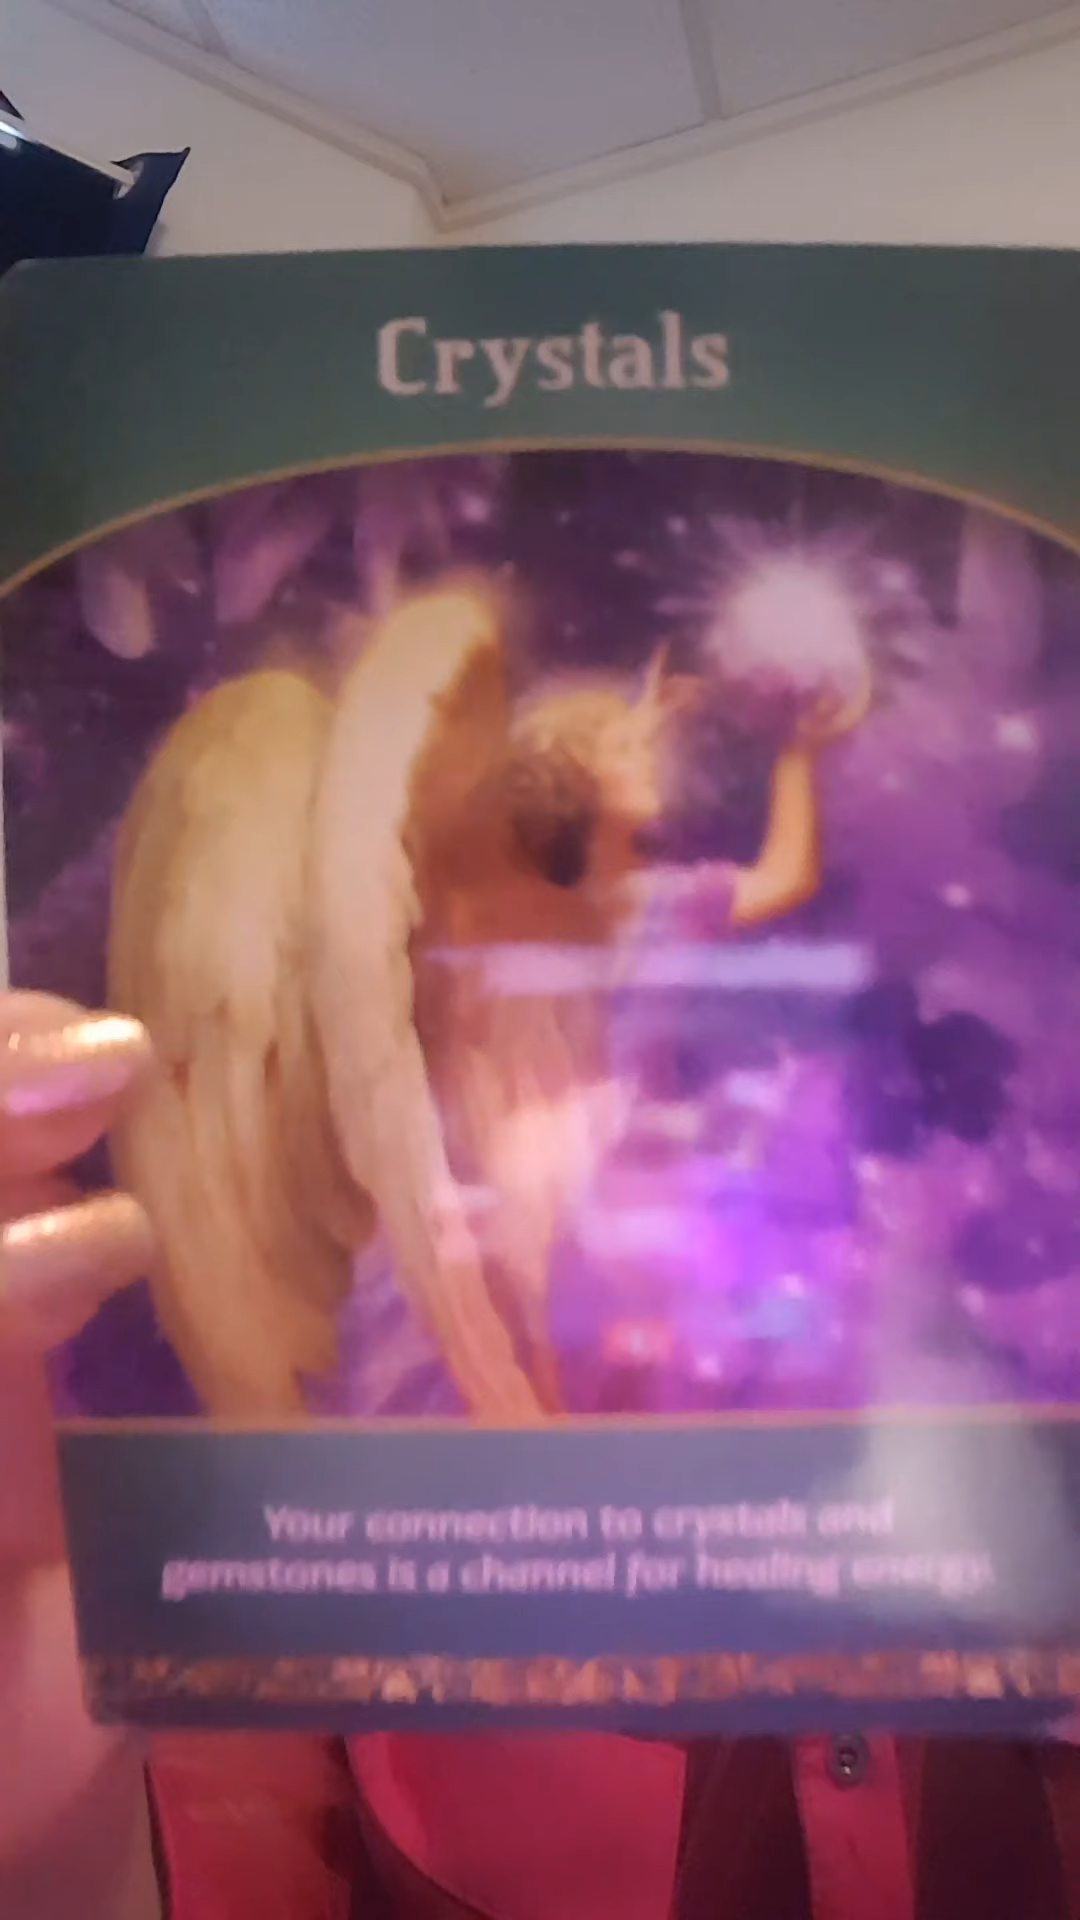 Crystals
Your connection to crystals and
gemstones is a channel for healing energy.